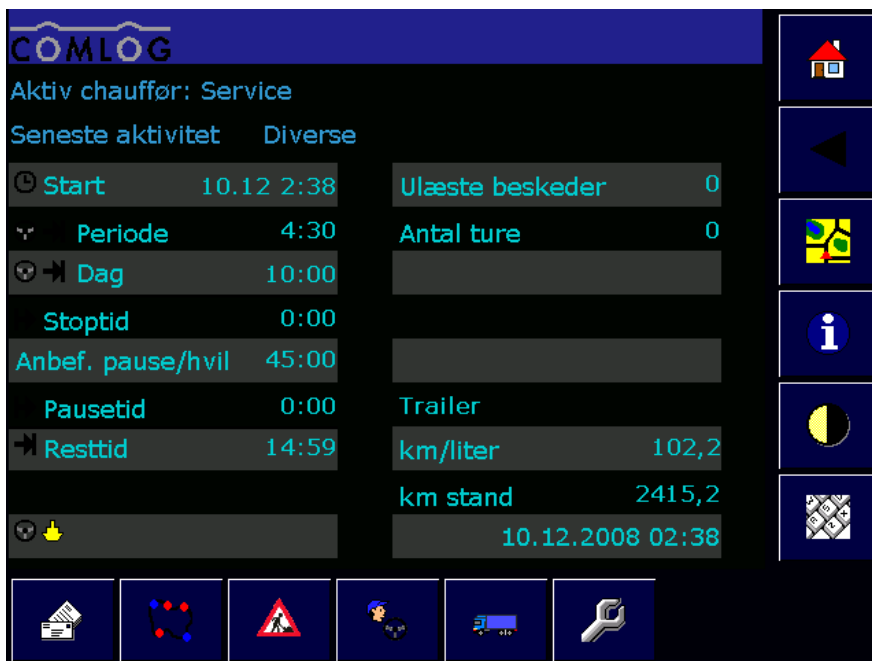 COMLOG
Aktiv chauffør: Service
Seneste aktivitet Diverse
Start 10.12 2:38
Periode 4:30
Dag 10:00
Stoptid 0:00
Anbef. pause/hvil 45:00
Pausetid 0:00
Resttid 14:59
Ulæste beskeder 0
Antal ture 0
Trailer
km/liter 102,2
km stand 2415,2
10.12.2008 02:38